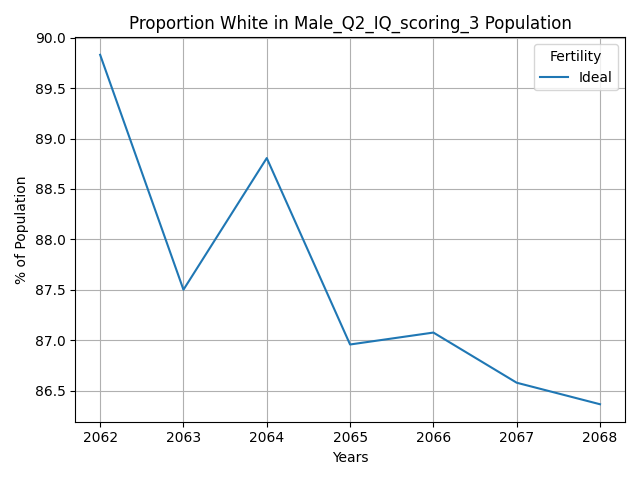 Proportion White in Male_Q2_IQ_scoring_3 Population
90.0
89.5
89.0
88.5
88.0
87.5
87.0
86.5
% of Population
Fertility
Ideal
2062 2063 2064 2065 2066 2067 2068
Years